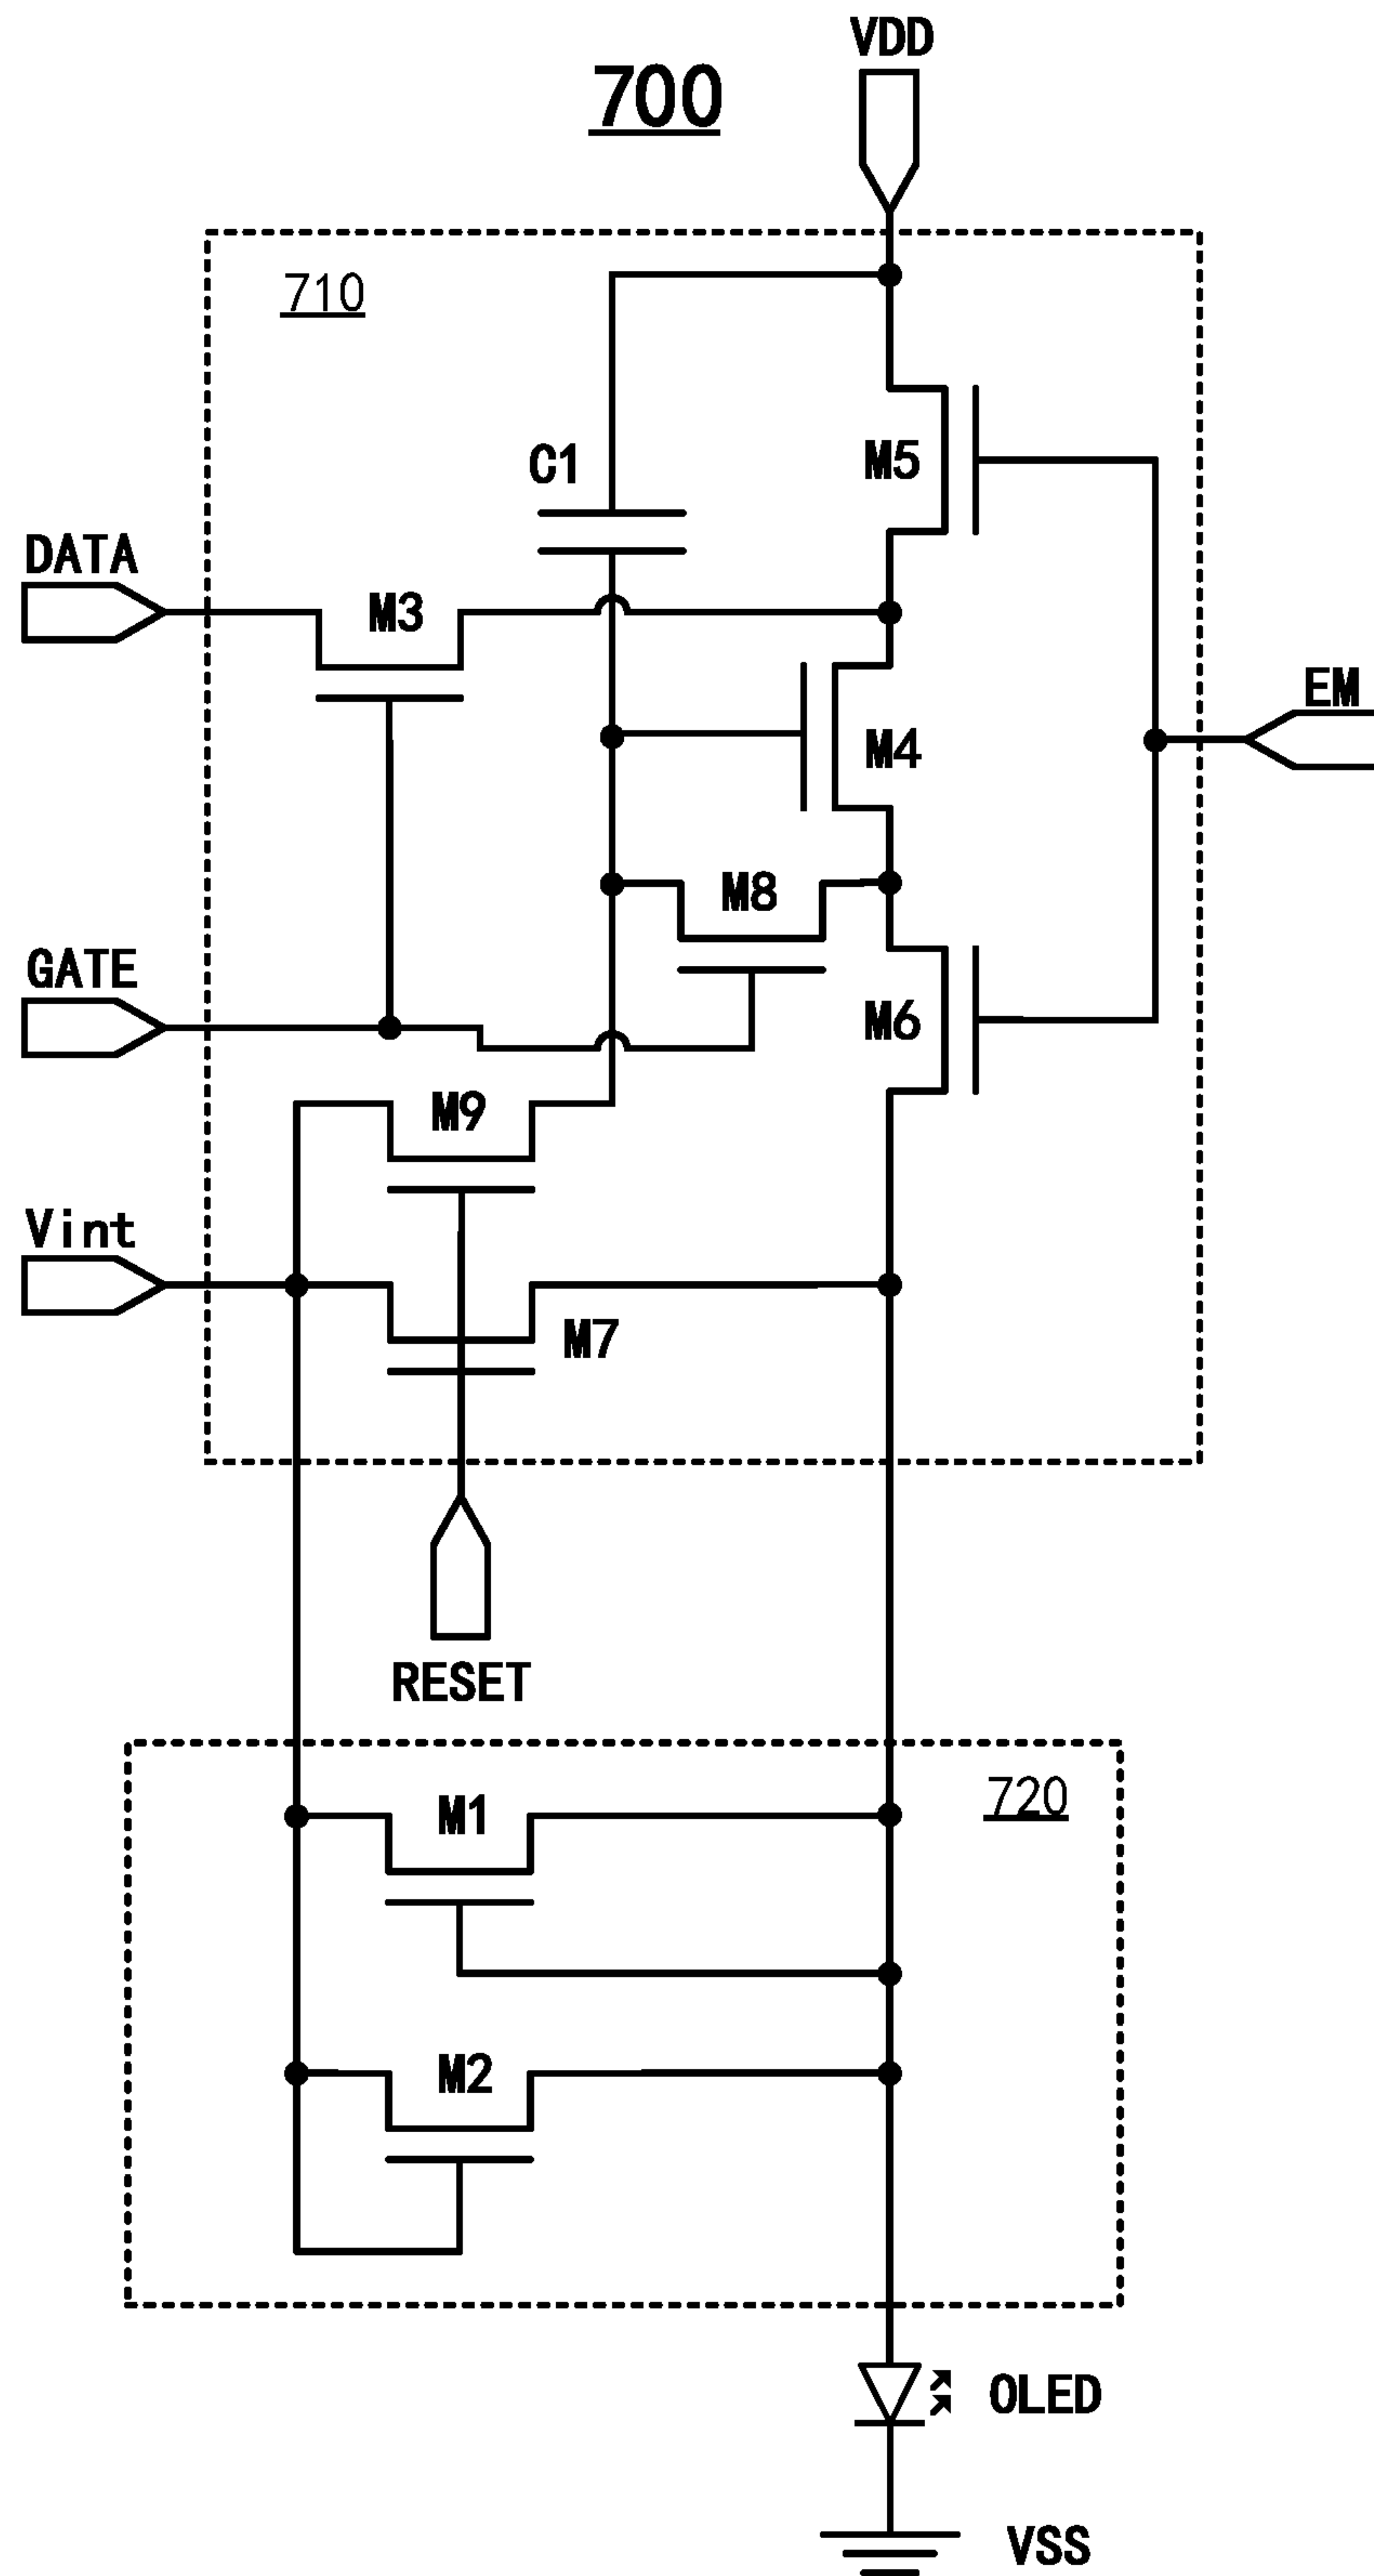 VDD
700
710
C1
M5
DATA
M3
EM
M4
M8
GATE
M6
M9
Vint
M7
RESET
720
M1
M2
OLED
VSS